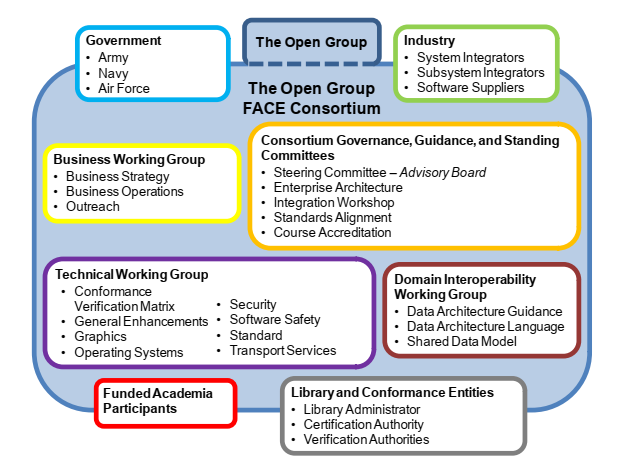 Government
• Army
• Navy
• Air Force
The Open Group
Industry
• System Integrators
• Subsystem Integrators
• Software Suppliers
The Open Group
FACE Consortium
Business Working Group
• Business Strategy
• Business Operations
• Outreach
Consortium Governance, Guidance, and Standing
Committees
• Steering Committee – Advisory Board
• Enterprise Architecture
• Integration Workshop
• Standards Alignment
• Course Accreditation
Technical Working Group
• Conformance
Verification Matrix
• General Enhancements
• Graphics
• Operating Systems
• Security
• Software Safety
• Standard
• Transport Services
Domain Interoperability
Working Group
• Data Architecture Guidance
• Data Architecture Language
• Shared Data Model
Funded Academia
Participants
Library and Conformance Entities
• Library Administrator
• Certification Authority
• Verification Authorities